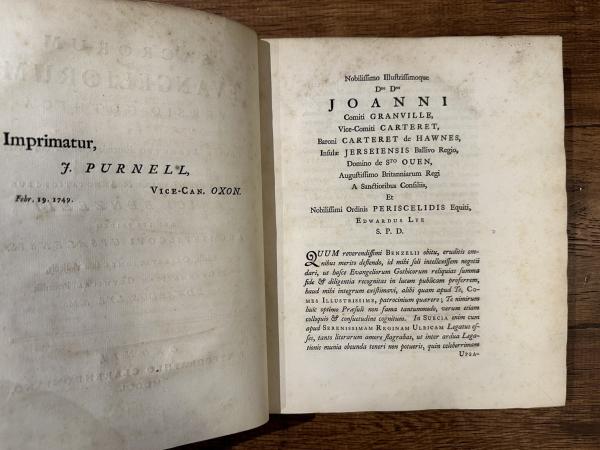 Imprimatur,
J. PURNELL,
VICE-CAN. OXON.
Febr. 19. 1749.
Nobilissimo Illustrissimoque
Dno Dno
JOANNI
Comiti GRANVILLE,
Vice-Comiti CARTERET,
Baroni CARTERET de HAWNES,
Insulæ JERSEIENSIS Ballivo Regio,
Domino de Sto OUEN,
Augustissimo Britanniarum Regi
A Sanctioribus Consiliis,
Et
Nobilissimi Ordinis PERISCELIDIS Equiti,
EDWARDUS LYE
S. P. D.
QUUM reverendissimi BENZELII obitu, eruditis om-
nibus merito deflendo, id mihi soli intellexissem negotii
dari, ut hasce Evangeliorum Gothicorum reliquias summa
fide & diligentia recognitas in lucem publicam proferrem,
haud mihi integrum existimavi, alibi quam apud TE, CO-
MES ILLUSTRISSIME, patrocinium quærere; Te nimirum
huic optimo Præsuli non fama tantummodo, verum etiam
colloquio & consuetudine cognitum. In SUECIA enim cum
apud SERENISSIMAM REGINAM ULRICAM Legatus es-
ses, tanto literarum amore flagrabas, ut inter ardua Lega-
tionis munia obeunda teneri non potueris, quin celeberrimam
UPSA-